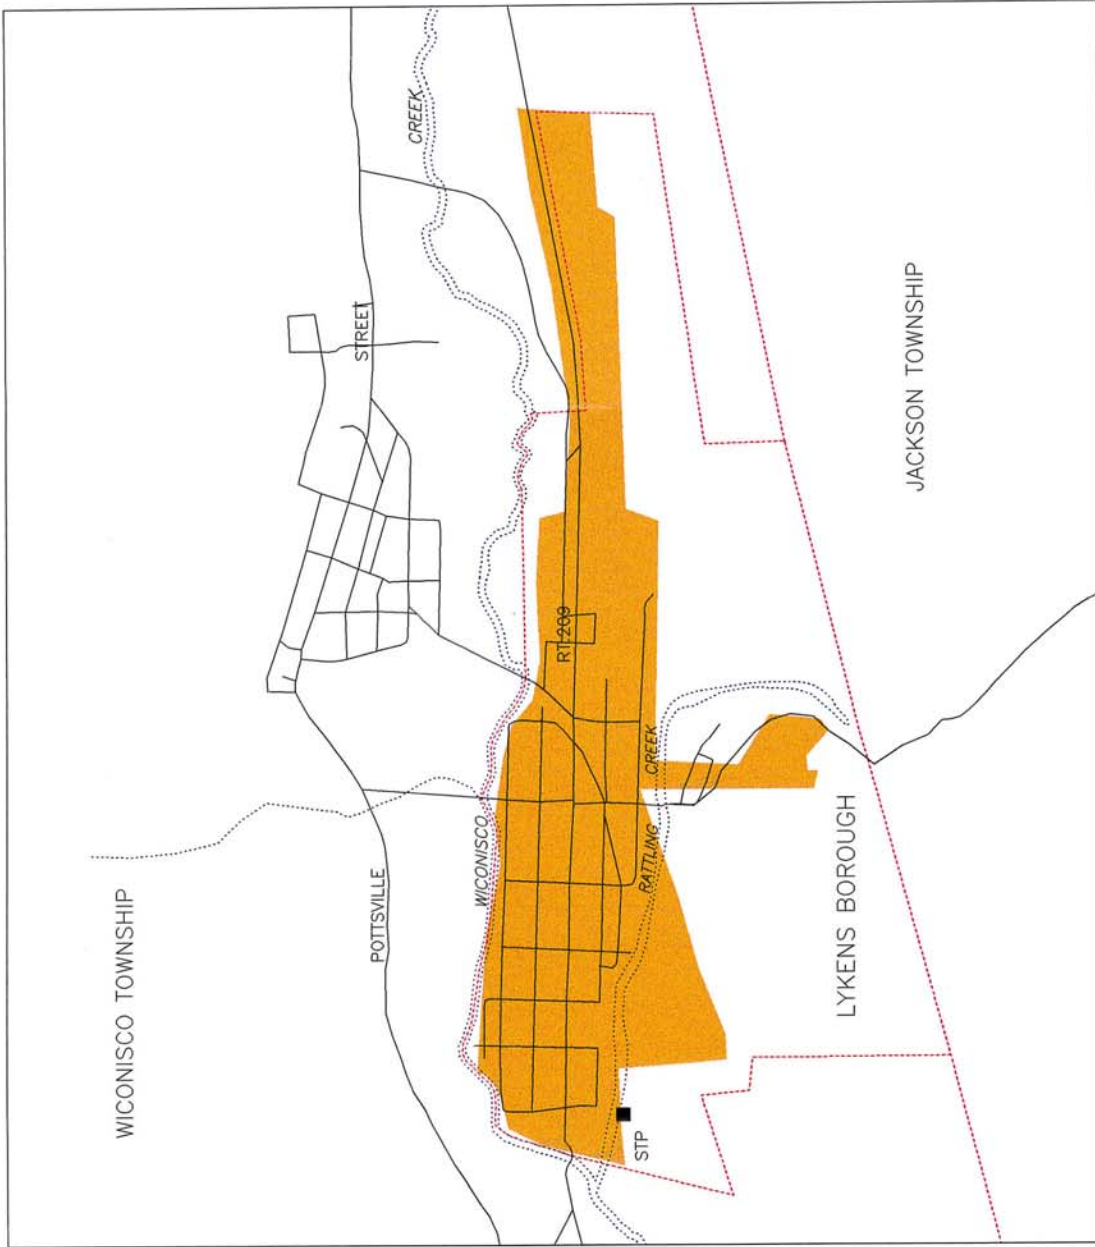 WICONISCO TOWNSHIP
POTTSVILLE
STREET
CREEK
WICONISCO
RT.209
RATTLING
CREEK
STP
LYKENS BOROUGH
JACKSON TOWNSHIP